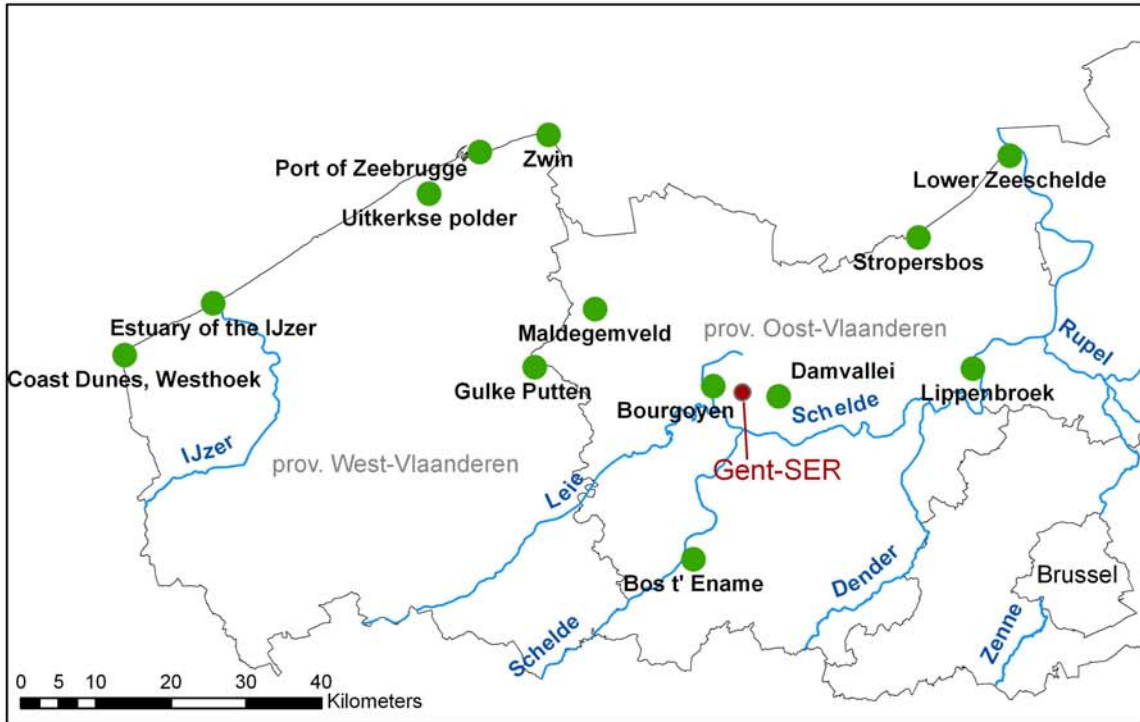 Zwin
Port of Zeebrugge
Lower Zeeschelde
Uitkerkse polder
Stropersbos
Estuary of the IJzer
Maldegemveld
prov. Oost-Vlaanderen
Rupel
Coast Dunes, Westhoek
Gulke Putten
Damvallei
Lippenbroek
Bourgoyen
Schelde
IJzer
prov. West-Vlaanderen
Gent-SER
Leie
Bos t' Ename
Dender
Brussel
Schelde
Zenne
0 5 10 20 30 40
Kilometers